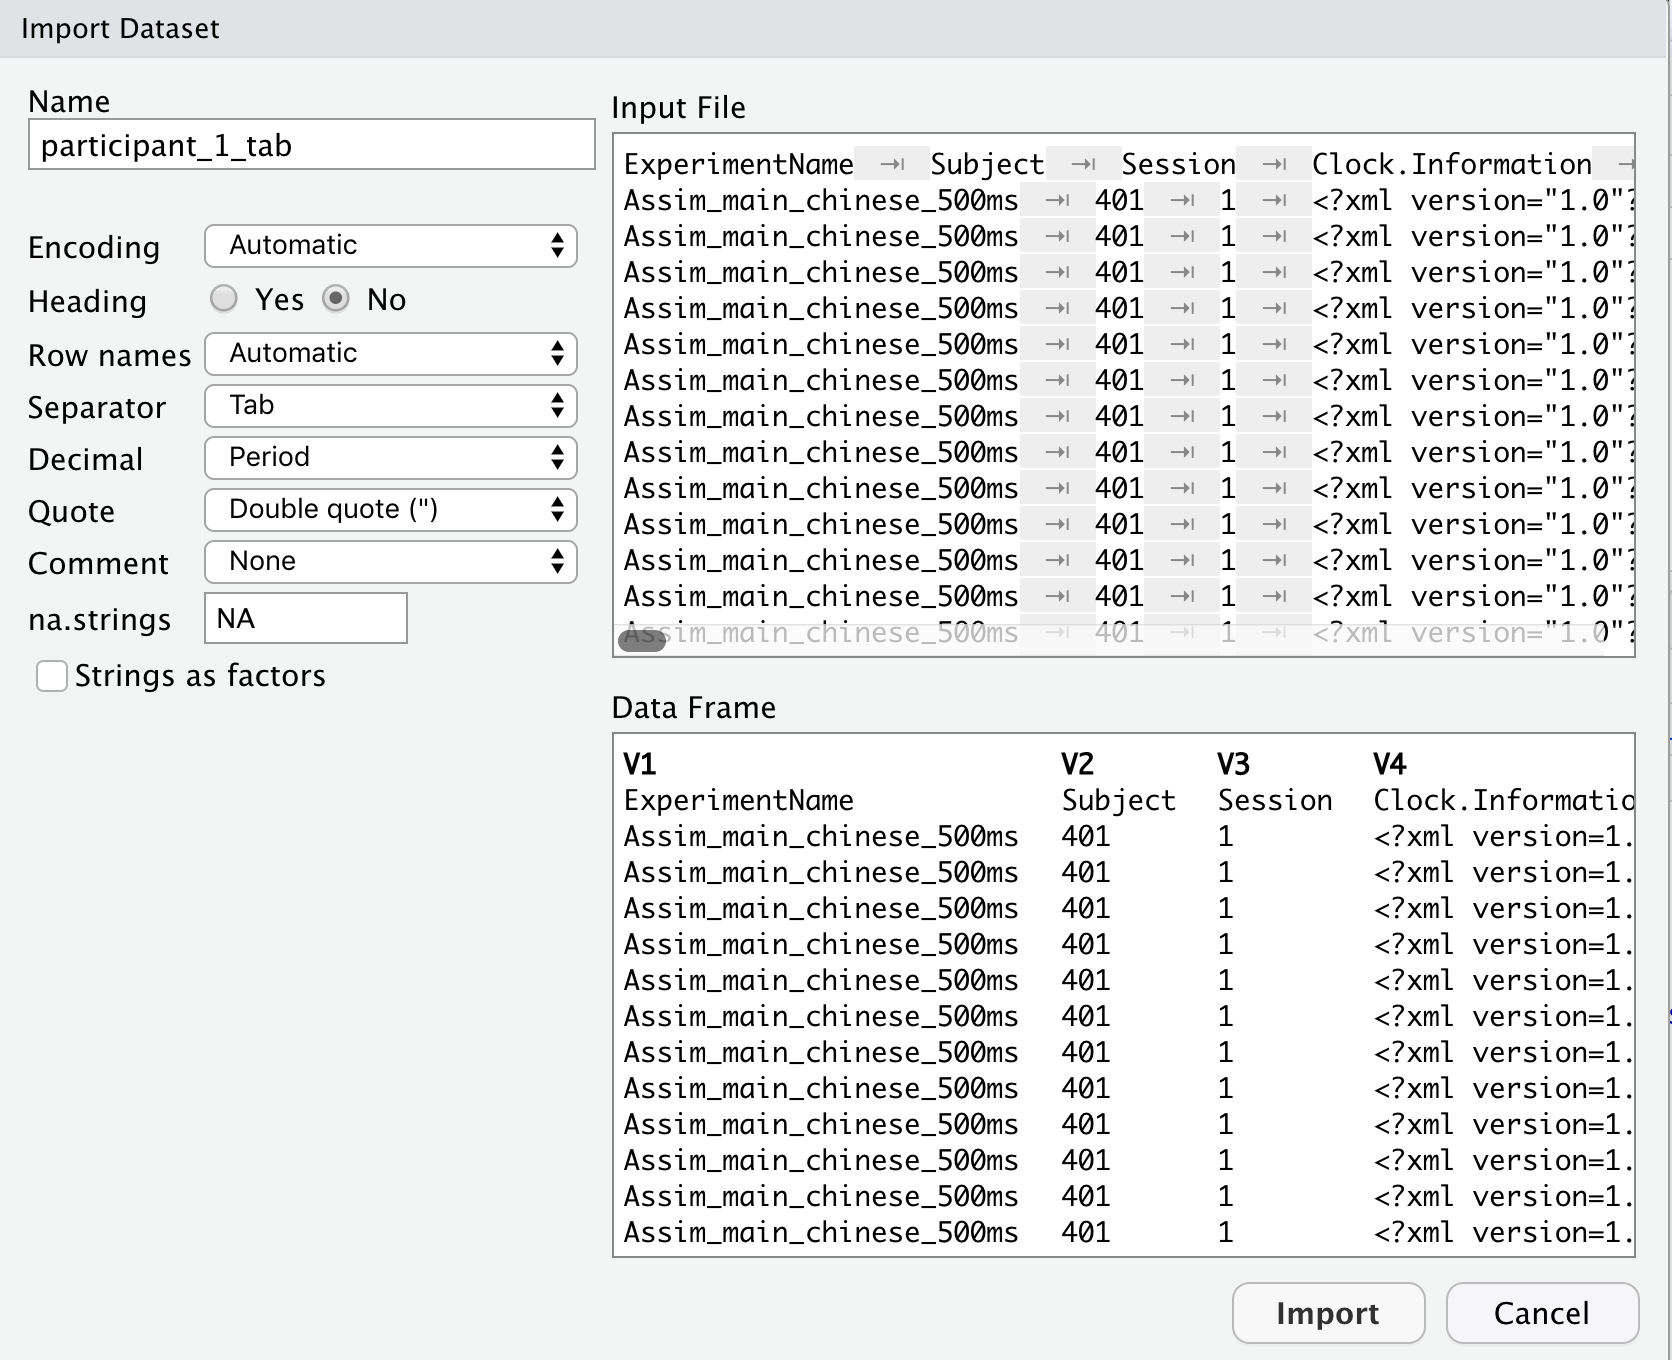 Import Dataset
Name
participant_1_tab
Encoding Automatic
Heading Yes No
Row names Automatic
Separator Tab
Decimal Period
Quote Double quote (")
Comment None
na.strings NA
Strings as factors
Input File
ExperimentName Subject Session Clock.Information
Assim_main_chinese_500ms 401 1 <?xml version="1.0"?
Assim_main_chinese_500ms 401 1 <?xml version="1.0"?
Assim_main_chinese_500ms 401 1 <?xml version="1.0"?
Assim_main_chinese_500ms 401 1 <?xml version="1.0"?
Assim_main_chinese_500ms 401 1 <?xml version="1.0"?
Assim_main_chinese_500ms 401 1 <?xml version="1.0"?
Assim_main_chinese_500ms 401 1 <?xml version="1.0"?
Assim_main_chinese_500ms 401 1 <?xml version="1.0"?
Assim_main_chinese_500ms 401 1 <?xml version="1.0"?
Assim_main_chinese_500ms 401 1 <?xml version="1.0"?
Assim_main_chinese_500ms 401 1 <?xml version="1.0"?
Assim_main_chinese_500ms 401 1 <?xml version="1.0"?
Assim_main_chinese_500ms 401 1 <?xml version="1.0"?
Data Frame
V1 V2 V3 V4
ExperimentName Subject Session Clock.Informatio
Assim_main_chinese_500ms 401 1 <?xml version=1.
Assim_main_chinese_500ms 401 1 <?xml version=1.
Assim_main_chinese_500ms 401 1 <?xml version=1.
Assim_main_chinese_500ms 401 1 <?xml version=1.
Assim_main_chinese_500ms 401 1 <?xml version=1.
Assim_main_chinese_500ms 401 1 <?xml version=1.
Assim_main_chinese_500ms 401 1 <?xml version=1.
Assim_main_chinese_500ms 401 1 <?xml version=1.
Assim_main_chinese_500ms 401 1 <?xml version=1.
Assim_main_chinese_500ms 401 1 <?xml version=1.
Assim_main_chinese_500ms 401 1 <?xml version=1.
Assim_main_chinese_500ms 401 1 <?xml version=1.
Import Cancel